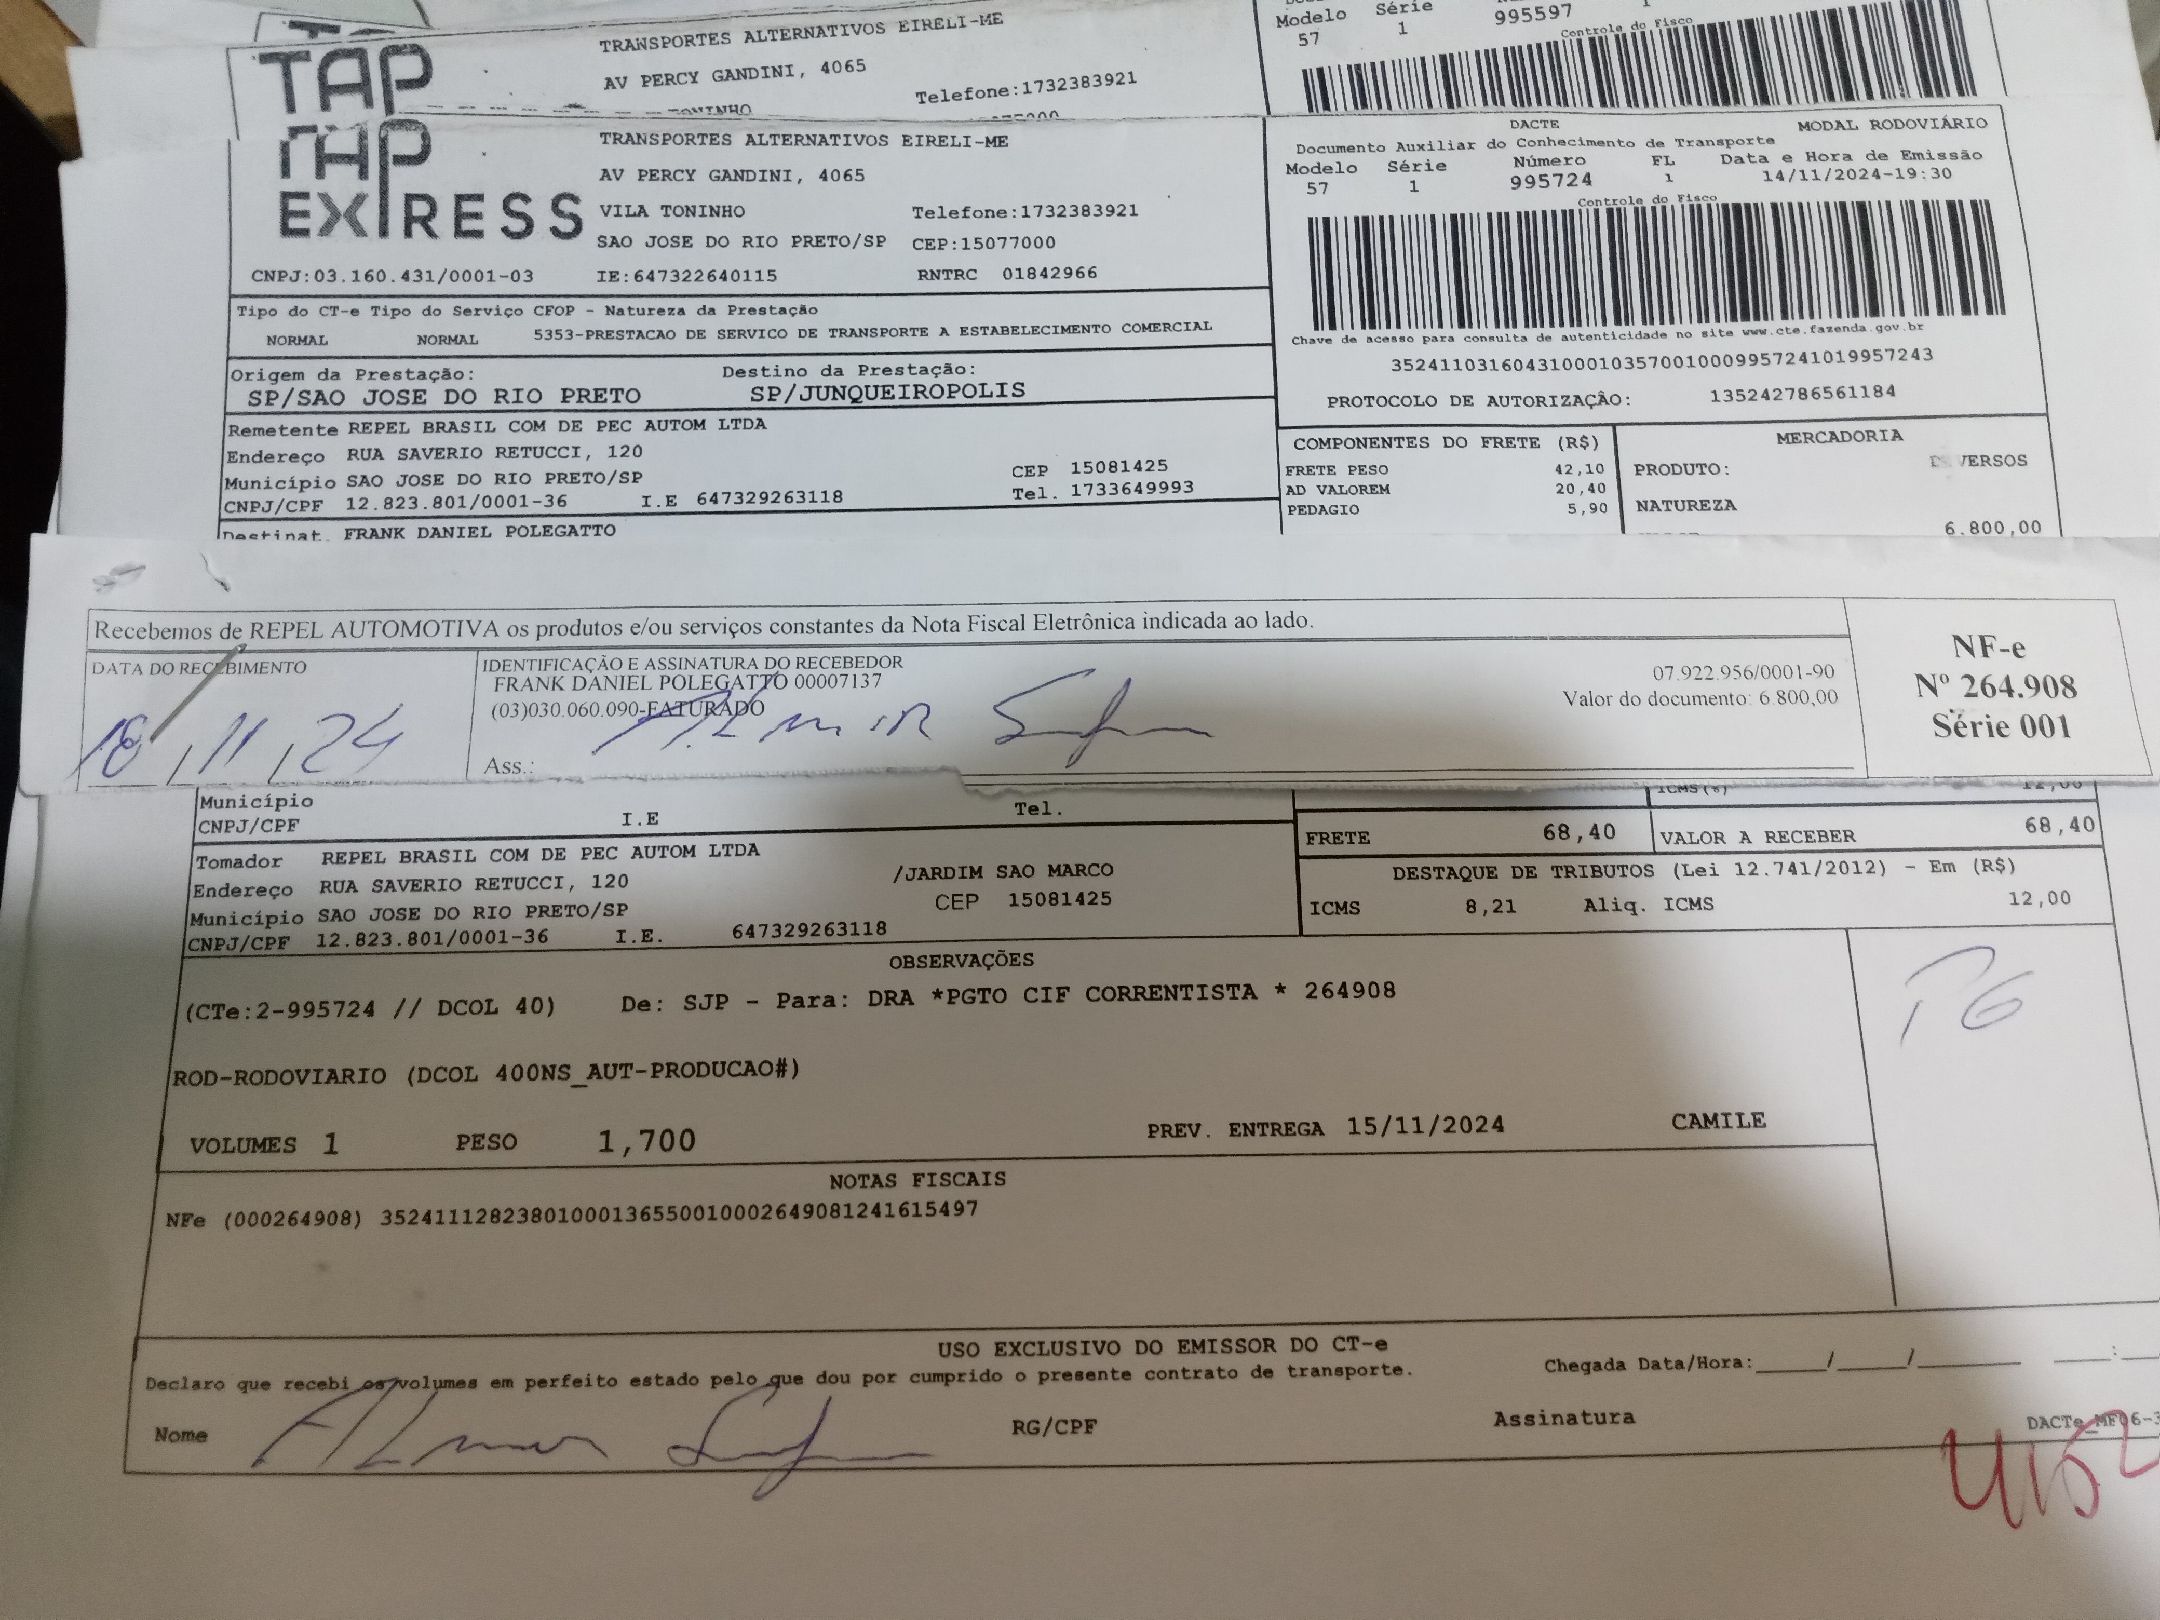 TAP
TRANSPORTES ALTERNATIVOS EIRELI-ME
AV PERCY GANDINI, 4065
Telefone:1732383921
Modelo Série
57 1 995597
Controle do Fisco
TAP
EXPRESS
TRANSPORTES ALTERNATIVOS EIRELI-ME
AV PERCY GANDINI, 4065
VILA TONINHO Telefone:1732383921
SAO JOSE DO RIO PRETO/SP CEP:15077000
CNPJ:03.160.431/0001-03 IE:647322640115 RNTRC 01842966
DACTE MODAL RODOVIÁRIO
Documento Auxiliar do Conhecimento de Transporte
Modelo Série Número FL Data e Hora de Emissão
57 1 995724 1 14/11/2024-19:30
Controle do Fisco
Chave de acesso para consulta de autenticidade no site www.cte.fazenda.gov.br
35241103160431000103570010009957241019957243
PROTOCOLO DE AUTORIZAÇÃO: 135242786561184
Tipo do CT-e Tipo do Serviço CFOP - Natureza da Prestação
NORMAL NORMAL 5353-PRESTACAO DE SERVICO DE TRANSPORTE A ESTABELECIMENTO COMERCIAL
Origem da Prestação: Destino da Prestação:
SP/SAO JOSE DO RIO PRETO SP/JUNQUEIROPOLIS
Remetente REPEL BRASIL COM DE PEC AUTOM LTDA
Endereço RUA SAVERIO RETUCCI, 120
Município SAO JOSE DO RIO PRETO/SP CEP 15081425
CNPJ/CPF 12.823.801/0001-36 I.E 647329263118 Tel. 1733649993
Destinat. FRANK DANIEL POLEGATTO
COMPONENTES DO FRETE (R$)
FRETE PESO 42,10
AD VALOREM 20,40
PEDAGIO 5,90
MERCADORIA
PRODUTO: DIVERSOS
NATUREZA
6.800,00
Recebemos de REPEL AUTOMOTIVA os produtos e/ou serviços constantes da Nota Fiscal Eletrônica indicada ao lado.
DATA DO RECEBIMENTO
18/11/24
IDENTIFICAÇÃO E ASSINATURA DO RECEBEDOR
FRANK DANIEL POLEGATTO 00007137
(03)030.060.090-FATURADO
Ass.:
07.922.956/0001-90
Valor do documento: 6.800,00
NF-e
Nº 264.908
Série 001
Município
CNPJ/CPF I.E Tel.
ICMS(%) 12,00
FRETE 68,40 VALOR A RECEBER 68,40
Tomador REPEL BRASIL COM DE PEC AUTOM LTDA
Endereço RUA SAVERIO RETUCCI, 120 /JARDIM SAO MARCO
Município SAO JOSE DO RIO PRETO/SP CEP 15081425
CNPJ/CPF 12.823.801/0001-36 I.E. 647329263118
DESTAQUE DE TRIBUTOS (Lei 12.741/2012) - Em (R$)
ICMS 8,21 Aliq. ICMS 12,00
OBSERVAÇÕES
(CTe:2-995724 // DCOL 40) De: SJP - Para: DRA *PGTO CIF CORRENTISTA * 264908
ROD-RODOVIARIO (DCOL 400NS_AUT-PRODUCAO#)
VOLUMES 1 PESO 1,700 PREV. ENTREGA 15/11/2024 CAMILE
NOTAS FISCAIS
NFe (000264908) 35241112823801000136550010002649081241615497
USO EXCLUSIVO DO EMISSOR DO CT-e
Declaro que recebi os volumes em perfeito estado pelo que dou por cumprido o presente contrato de transporte.
Chegada Data/Hora:_____/_____/_______ ____:___
Nome RG/CPF Assinatura